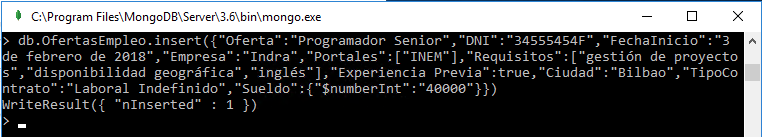 C:\Program Files\MongoDB\Server\3.6\bin\mongo.exe
> db.OfertasEmpleo.insert({"Oferta":"Programador Senior","DNI":"34555454F","FechaInicio":"3
de febrero de 2018","Empresa":"Indra","Portales":["INEM"],"Requisitos":["gestión de proyecto
s","disponibilidad geográfica","inglés"],"Experiencia Previa":true,"Ciudad":"Bilbao","TipoCo
ntrato":"Laboral Indefinido","Sueldo":{"$numberInt":"40000"}})
WriteResult({ "nInserted" : 1 })
>